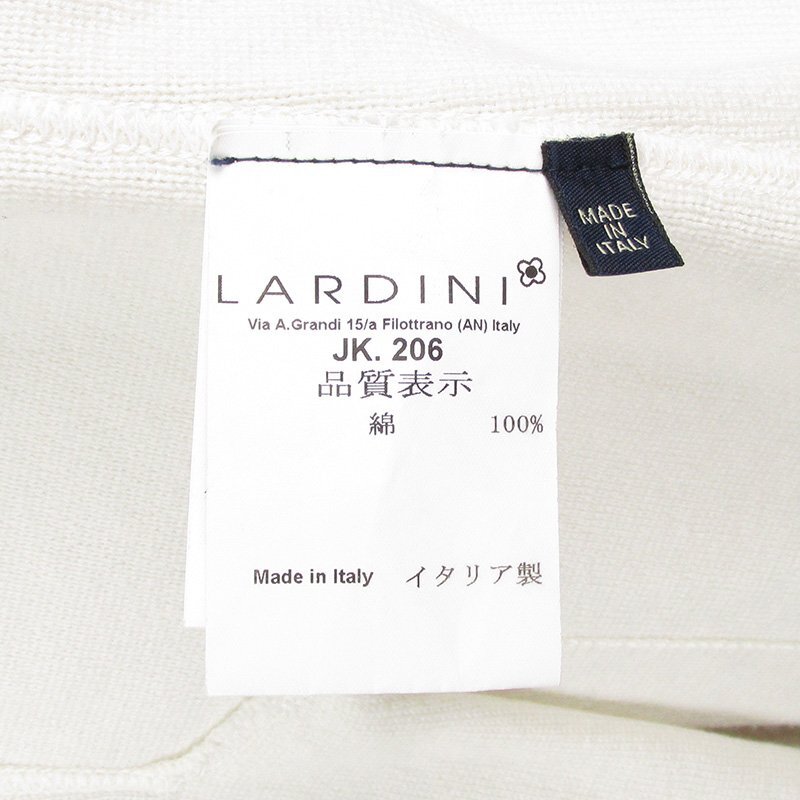 LARDINI
Via A.Grandi 15/a Filottrano (AN) Italy
JK. 206
品質表示
綿 100%
Made in Italy イタリア製
MADE
IN
ITALY